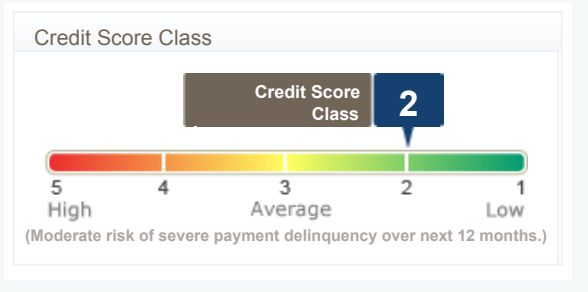 Credit Score Class
Credit Score
Class
2
5 4 3 2 1
High Average Low
(Moderate risk of severe payment delinquency over next 12 months.)